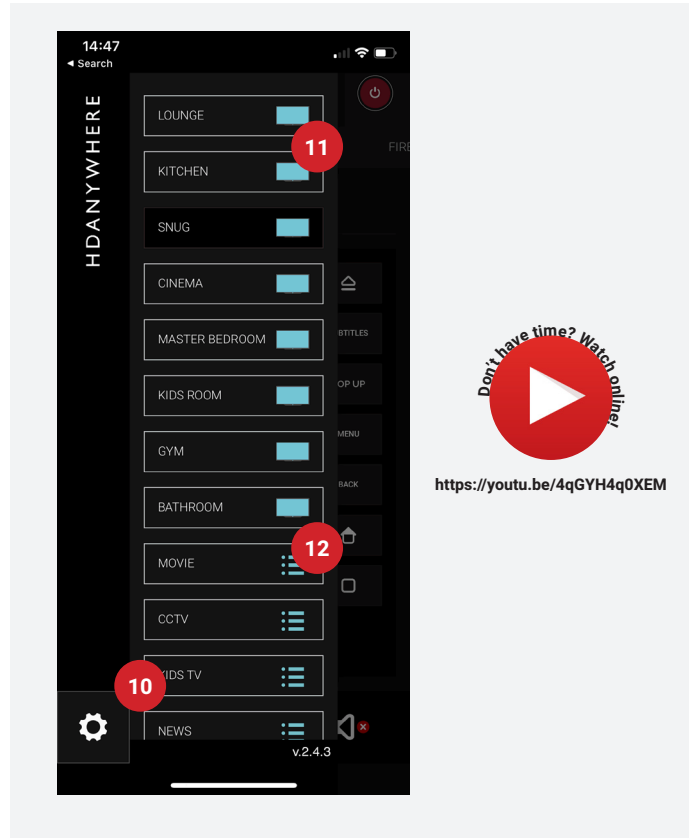 14:47
◄ Search
HDANYWHERE
LOUNGE
11
FIRE
KITCHEN
SNUG
CINEMA
MASTER BEDROOM
BTITLES
KIDS ROOM
OP UP
GYM
MENU
BATHROOM
BACK
12
MOVIE
CCTV
KIDS TV
10
NEWS
v.2.4.3
Don't have time? Watch online!
https://youtu.be/4qGYH4q0XEM